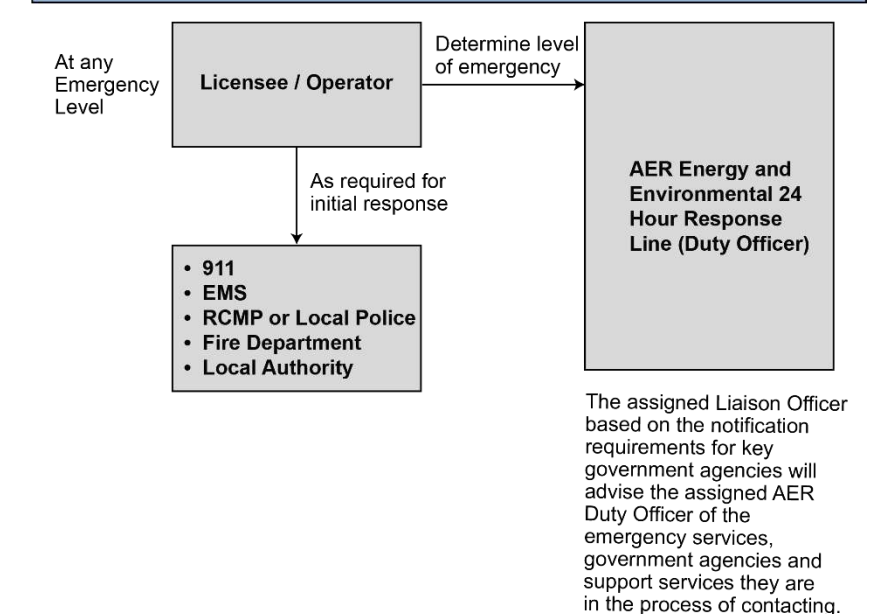 At any
Emergency
Level
Licensee / Operator
Determine level
of emergency
As required for
initial response
• 911
• EMS
• RCMP or Local Police
• Fire Department
• Local Authority
AER Energy and
Environmental 24
Hour Response
Line (Duty Officer)
The assigned Liaison Officer
based on the notification
requirements for key
government agencies will
advise the assigned AER
Duty Officer of the
emergency services,
government agencies and
support services they are
in the process of contacting.